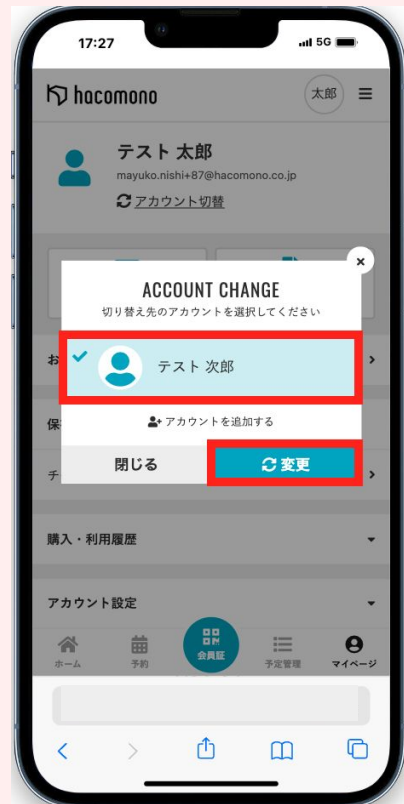 17:27
5G
hacomono
太郎
テスト 太郎
mayuko.nishi+87@hacomono.co.jp
アカウント切替
×
ACCOUNT CHANGE
切り替え先のアカウントを選択してください
お
テスト 次郎
アカウントを追加する
保
閉じる
変更
チ
購入・利用履歴
アカウント設定
ホーム
予約
会員証
予定管理
マイページ